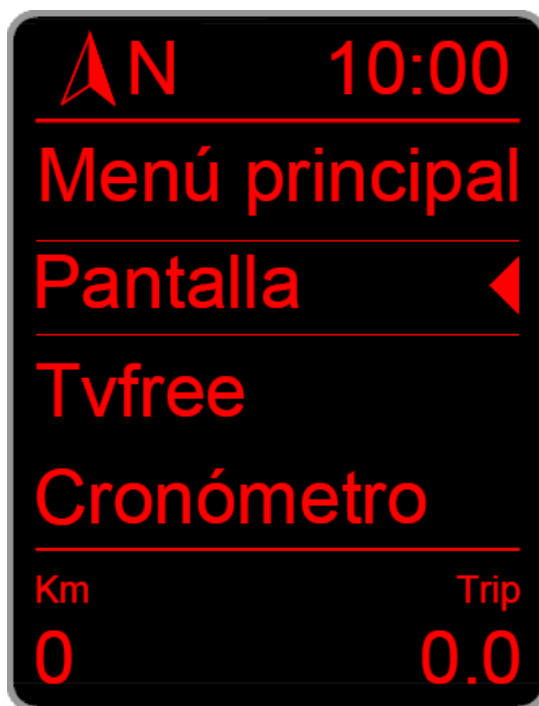 N 10:00
Menú principal
Pantalla
Tvfree
Cronómetro
Km Trip
0 0.0